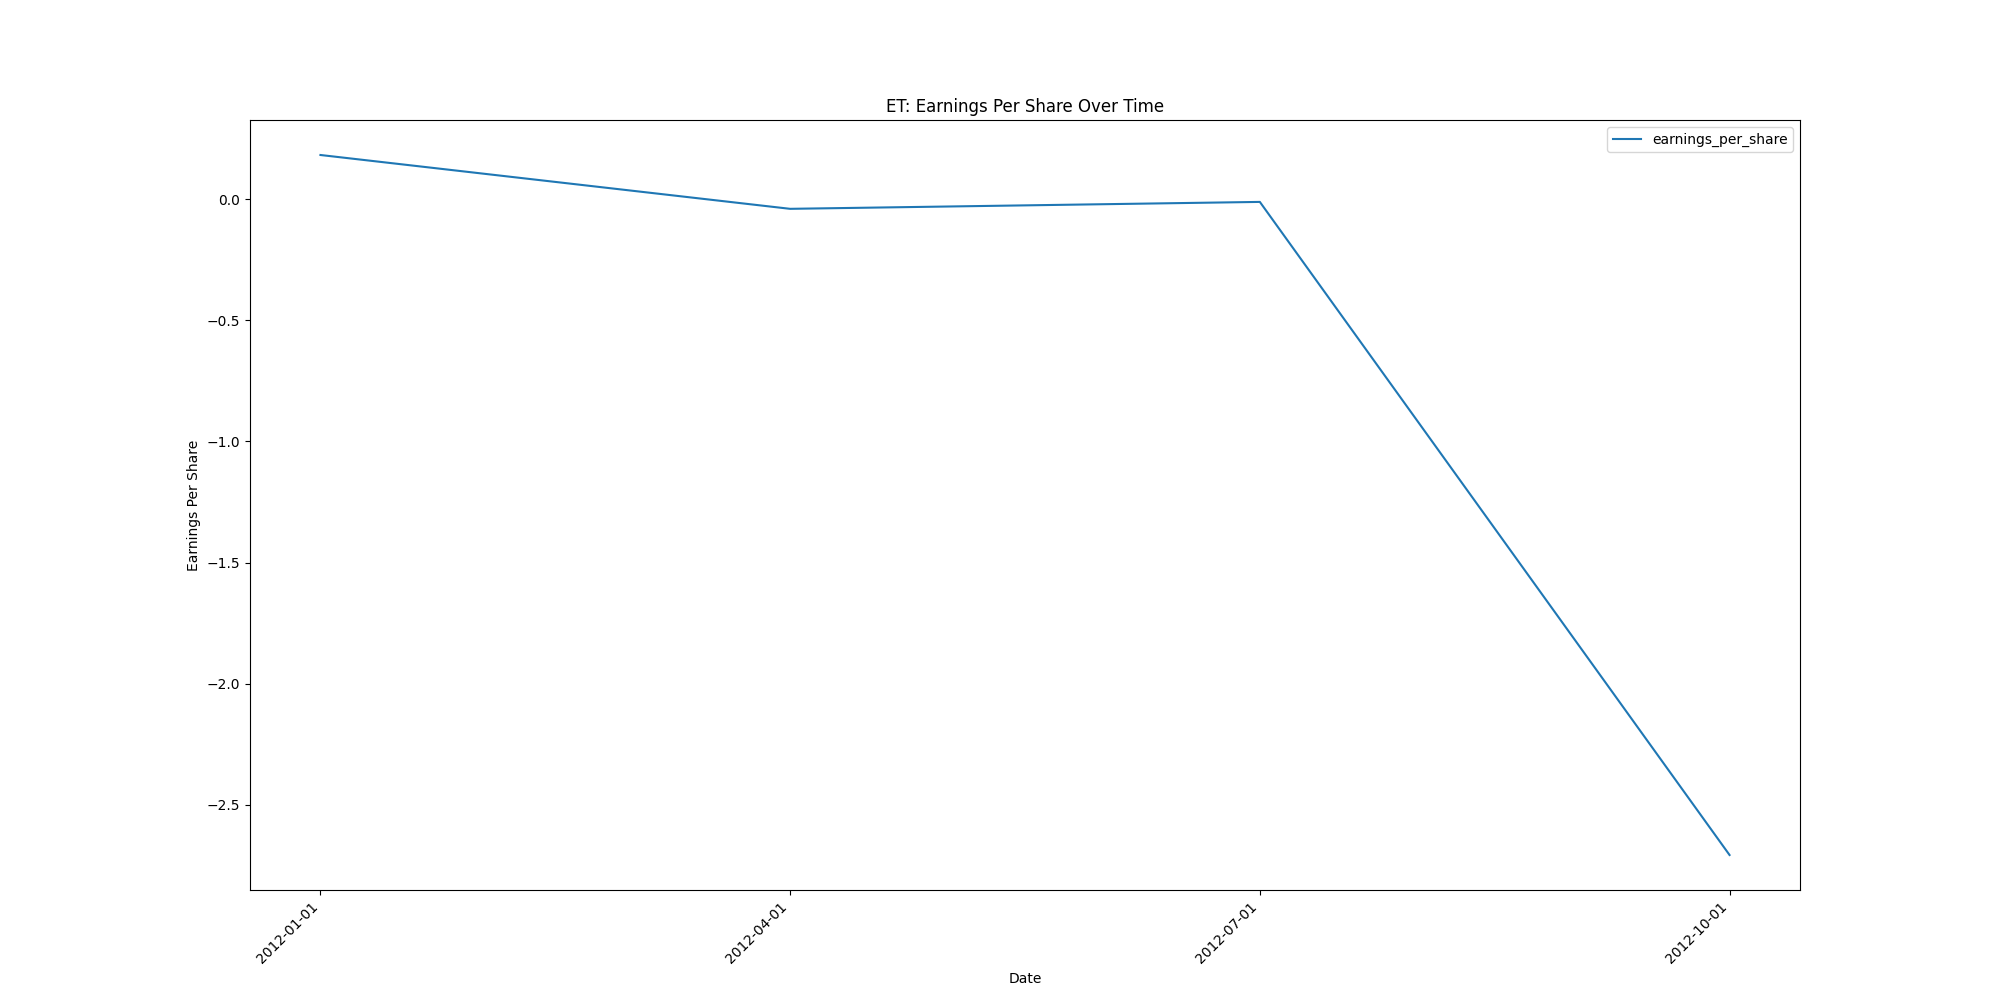 ET: Earnings Per Share Over Time
earnings_per_share
Earnings Per Share
0.0
−0.5
−1.0
−1.5
−2.0
−2.5
2012-01-01
2012-04-01
2012-07-01
2012-10-01
Date